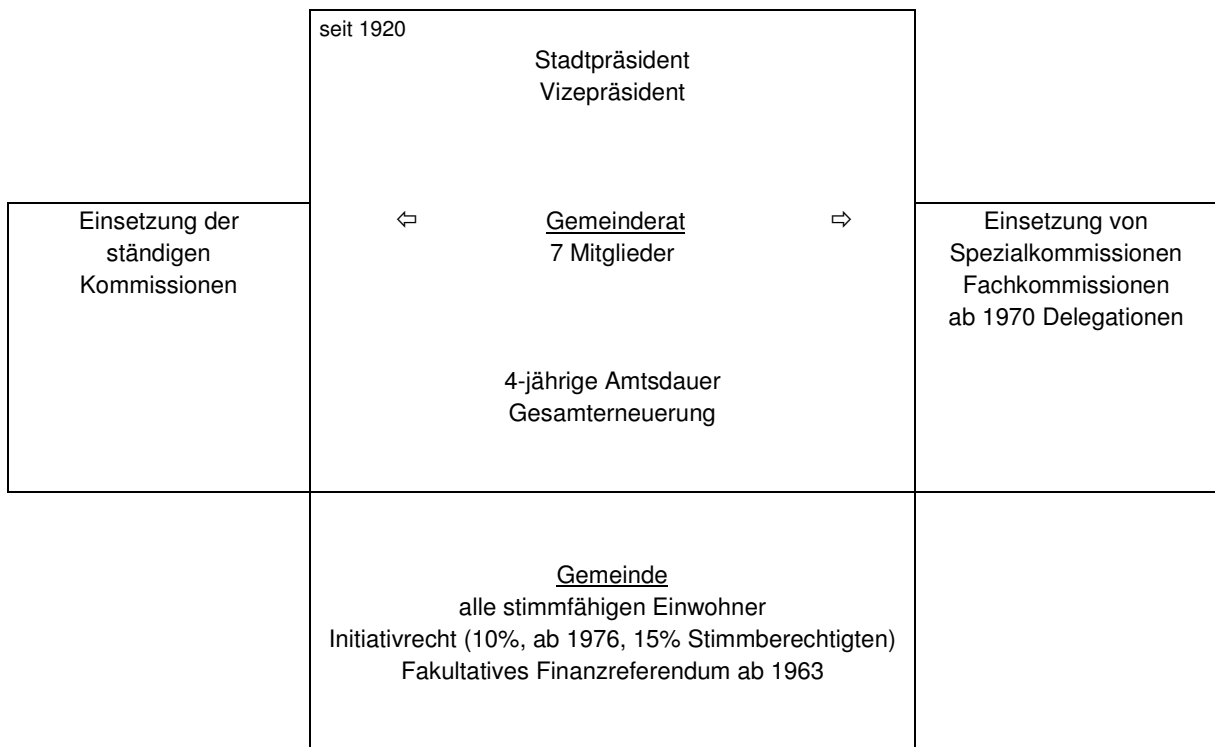 seit 1920
Stadtpräsident
Vizepräsident
Einsetzung der
ständigen
Kommissionen
⇦ Gemeinderat ⇨
7 Mitglieder
Einsetzung von
Spezialkommissionen
Fachkommissionen
ab 1970 Delegationen
4-jährige Amtsdauer
Gesamterneuerung
Gemeinde
alle stimmfähigen Einwohner
Initiativrecht (10%, ab 1976, 15% Stimmberechtigten)
Fakultatives Finanzreferendum ab 1963